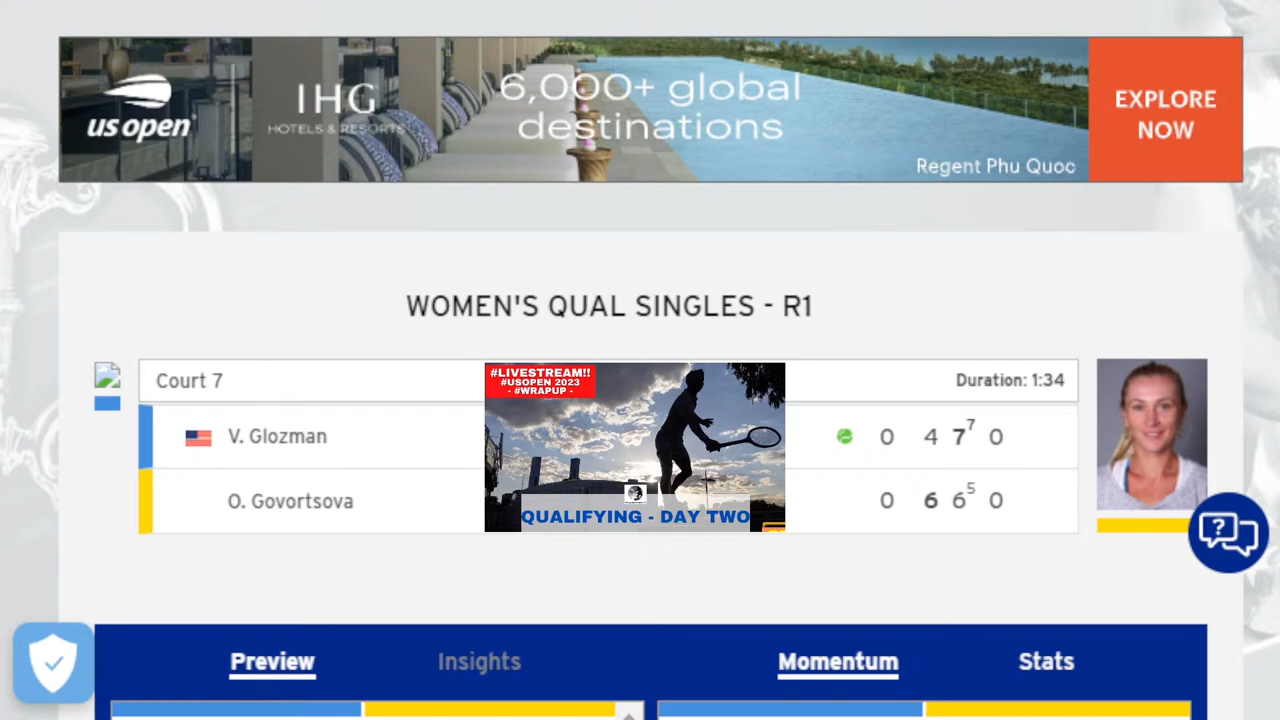 us open
IHG
HOTELS & RESORTS
6,000+ global
destinations
Regent Phu Quoc
EXPLORE
NOW
WOMEN'S QUAL SINGLES - R1
Court 7
Duration: 1:34
V. Glozman 0 4 7 7 0
O. Govortsova 0 6 6 5 0
#LIVESTREAM!!
#USOPEN 2023
- #WRAPUP -
QUALIFYING - DAY TWO
?
Preview
Insights
Momentum
Stats